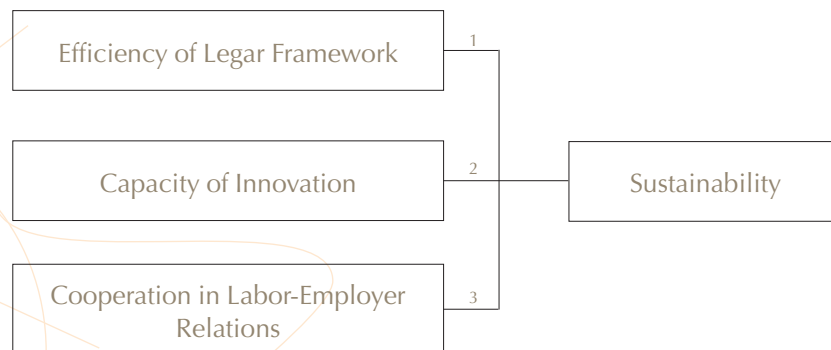 Efficiency of Legar Framework
1
Capacity of Innovation
2
Sustainability
Cooperation in Labor-Employer
Relations
3